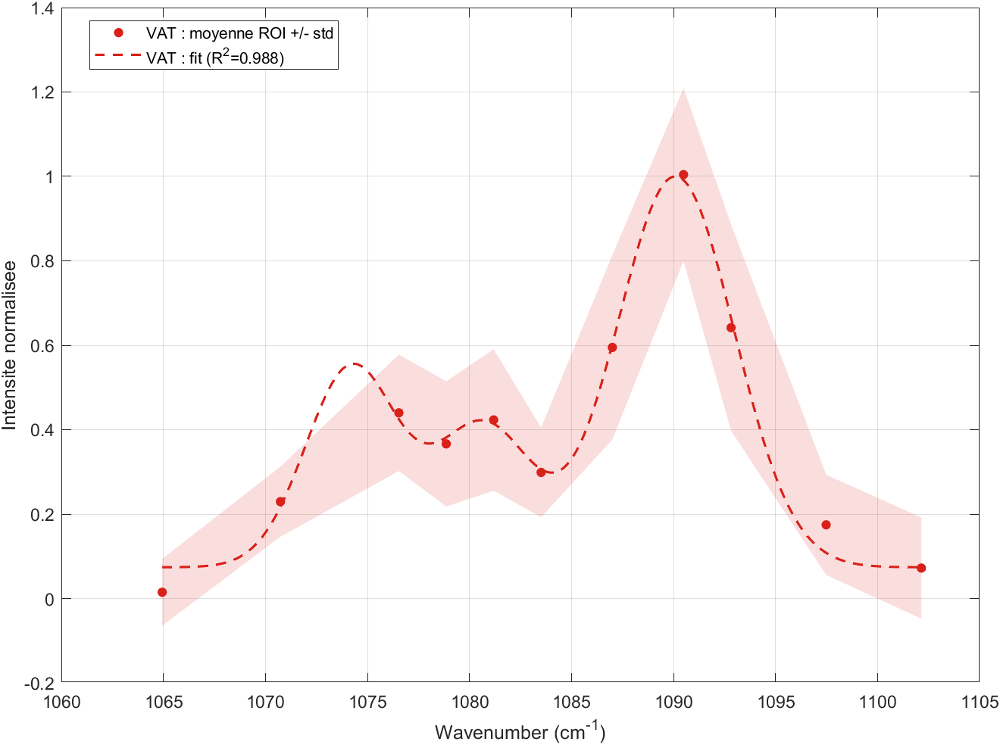 1.4
VAT : moyenne ROI +/- std
VAT : fit (R²=0.988)
1.2
1
0.8
0.6
0.4
0.2
0
-0.2
Intensite normalisee
1060 1065 1070 1075 1080 1085 1090 1095 1100 1105
Wavenumber (cm⁻¹)